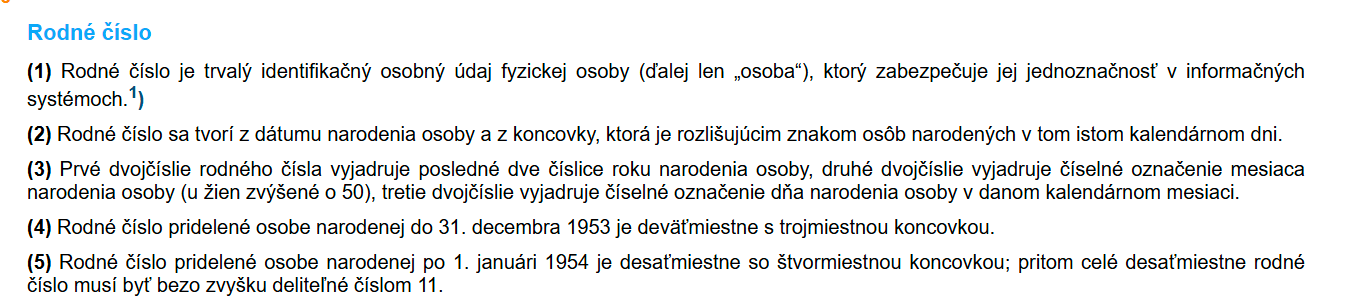 Rodné číslo
(1) Rodné číslo je trvalý identifikačný osobný údaj fyzickej osoby (ďalej len „osoba“), ktorý zabezpečuje jej jednoznačnosť v informačných
systémoch.1)
(2) Rodné číslo sa tvorí z dátumu narodenia osoby a z koncovky, ktorá je rozlišujúcim znakom osôb narodených v tom istom kalendárnom dni.
(3) Prvé dvojčíslie rodného čísla vyjadruje posledné dve číslice roku narodenia osoby, druhé dvojčíslie vyjadruje číselné označenie mesiaca
narodenia osoby (u žien zvýšené o 50), tretie dvojčíslie vyjadruje číselné označenie dňa narodenia osoby v danom kalendárnom mesiaci.
(4) Rodné číslo pridelené osobe narodenej do 31. decembra 1953 je deväťmiestne s trojmiestnou koncovkou.
(5) Rodné číslo pridelené osobe narodenej po 1. januári 1954 je desaťmiestne so štvormiestnou koncovkou; pritom celé desaťmiestne rodné
číslo musí byť bezo zvyšku deliteľné číslom 11.